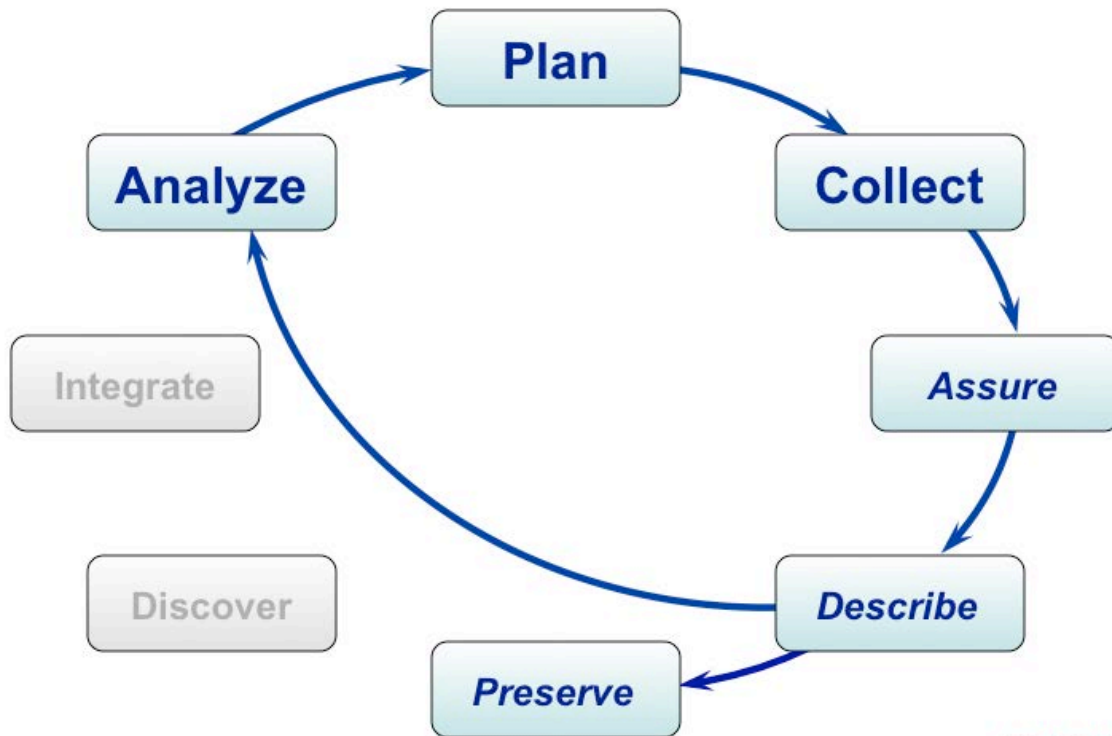 Plan
Analyze
Collect
Integrate
Assure
Discover
Describe
Preserve